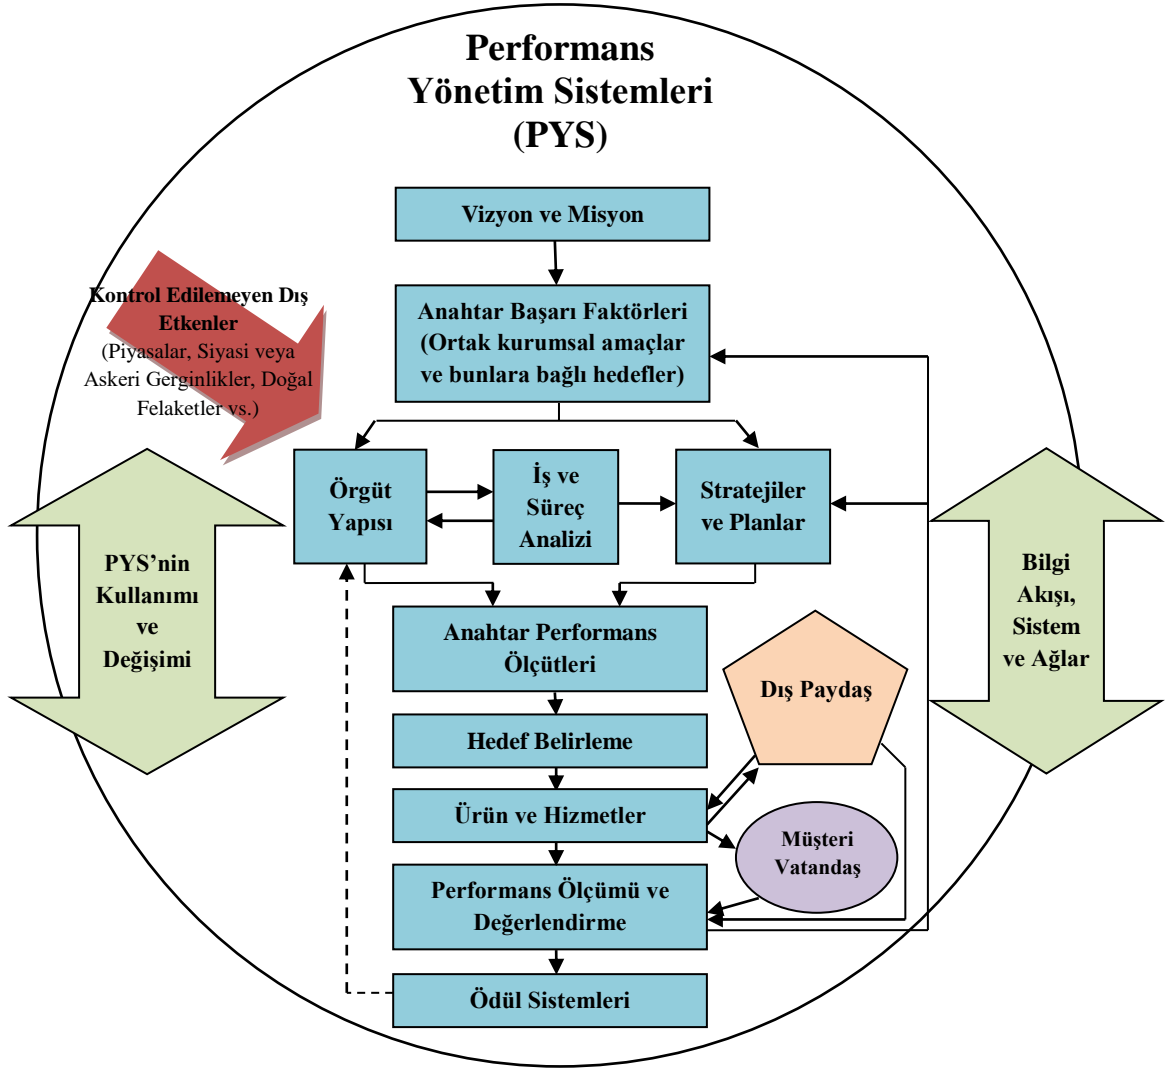 Performans
Yönetim Sistemleri
(PYS)
Vizyon ve Misyon
Kontrol Edilemeyen Dış
Etkenler
(Piyasalar, Siyasi veya
Askeri Gerginlikler, Doğal
Felaketler vs.)
Anahtar Başarı Faktörleri
(Ortak kurumsal amaçlar
ve bunlara bağlı hedefler)
Örgüt
Yapısı
İş ve
Süreç
Analizi
Stratejiler
ve Planlar
PYS’nin
Kullanımı
ve
Değişimi
Bilgi
Akışı,
Sistem
ve Ağlar
Anahtar Performans
Ölçütleri
Dış Paydaş
Hedef Belirleme
Ürün ve Hizmetler
Müşteri
Vatandaş
Performans Ölçümü ve
Değerlendirme
Ödül Sistemleri